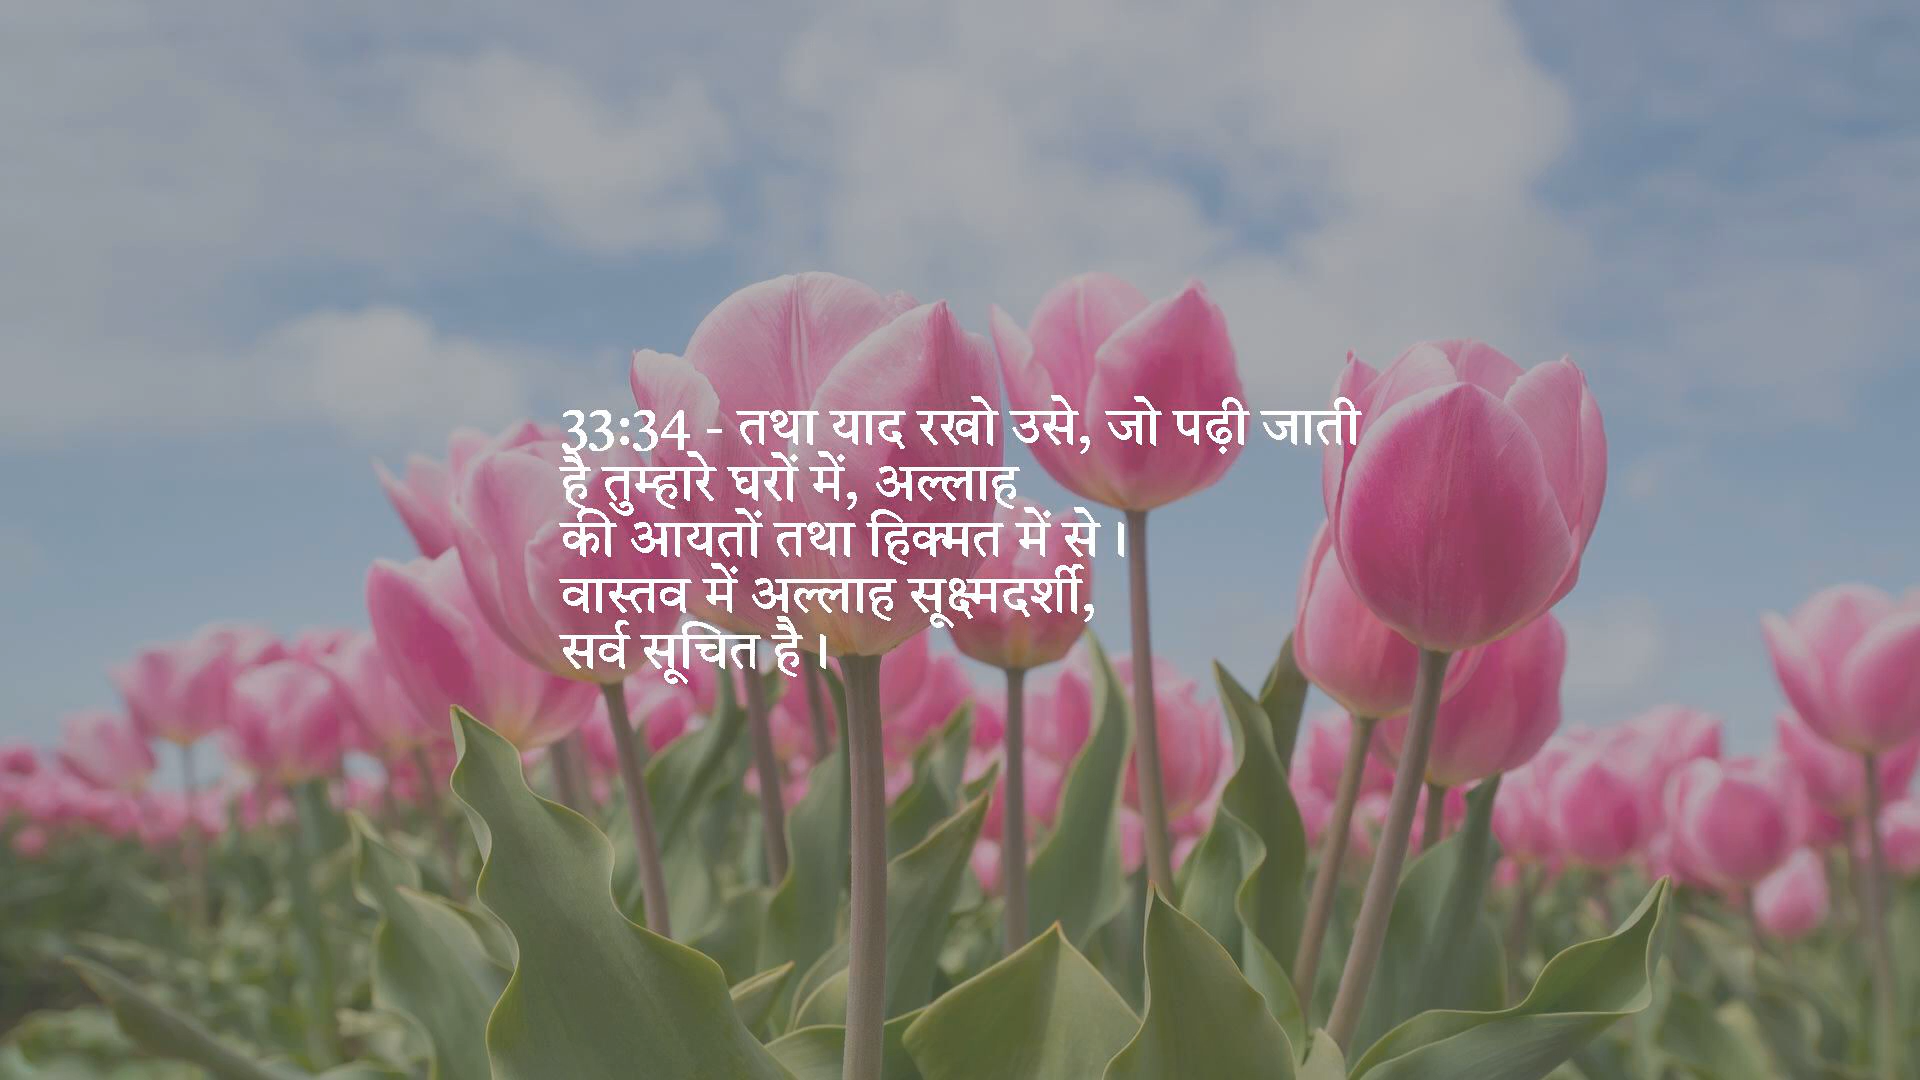 33:34 - तथा याद रखो उसे, जो पढ़ी जाती
है तुम्हारे घरों में, अल्लाह
की आयतों तथा हिक्मत में से।
वास्तव में अल्लाह सूक्ष्मदर्शी,
सर्व सूचित है।